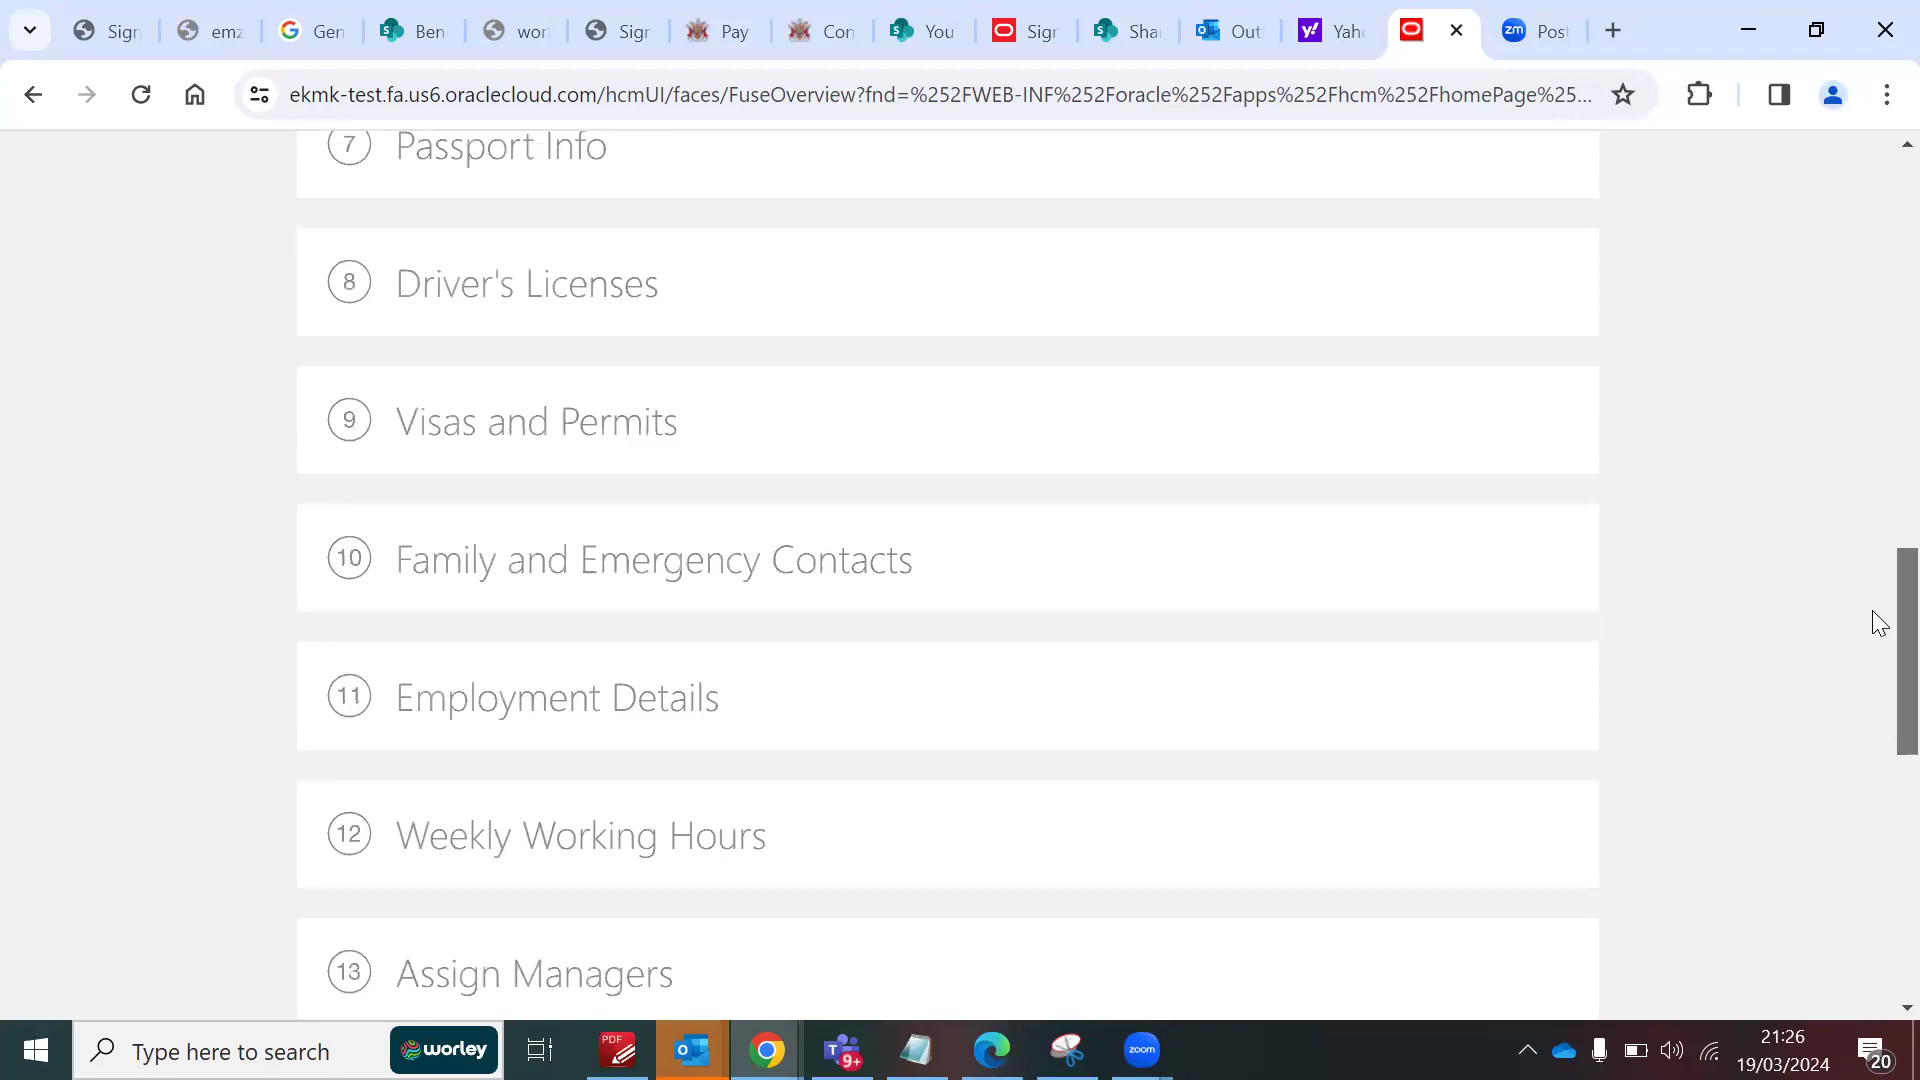 Sign
emz
Gen
Ben
wor
Sign
Pay
Con
You
Sign
Shar
Out
Yah
zm Post
ekmk-test.fa.us6.oraclecloud.com/hcmUI/faces/FuseOverview?fnd=%252FWEB-INF%252Foracle%252Fapps%252Fhcm%252FhomePage%25...
7 Passport Info
8 Driver's Licenses
9 Visas and Permits
10 Family and Emergency Contacts
11 Employment Details
12 Weekly Working Hours
13 Assign Managers
Type here to search
worley
PDF
9+
zoom
21:26
19/03/2024
20